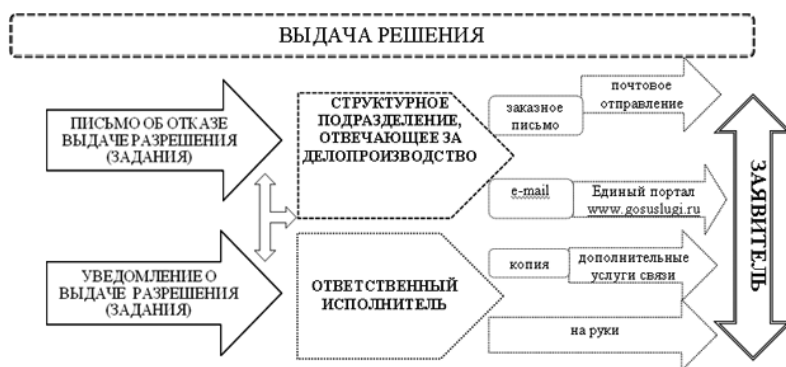 ВЫДАЧА РЕШЕНИЯ
ПИСЬМО ОБ ОТКАЗЕ
ВЫДАЧЕ РАЗРЕШЕНИЯ
(ЗАДАНИЯ)
СТРУКТУРНОЕ
ПОДРАЗДЕЛЕНИЕ,
ОТВЕЧАЮЩЕЕ ЗА
ДЕЛОПРОИЗВОДСТВО
заказное
письмо
почтовое
отправление
e-mail
Единый портал
www.gosuslugi.ru
УВЕДОМЛЕНИЕ О
ВЫДАЧЕ РАЗРЕШЕНИЯ
(ЗАДАНИЯ)
ОТВЕТСТВЕННЫЙ
ИСПОЛНИТЕЛЬ
копия
дополнительные
услуги связи
на руки
ЗАЯВИТЕЛЬ